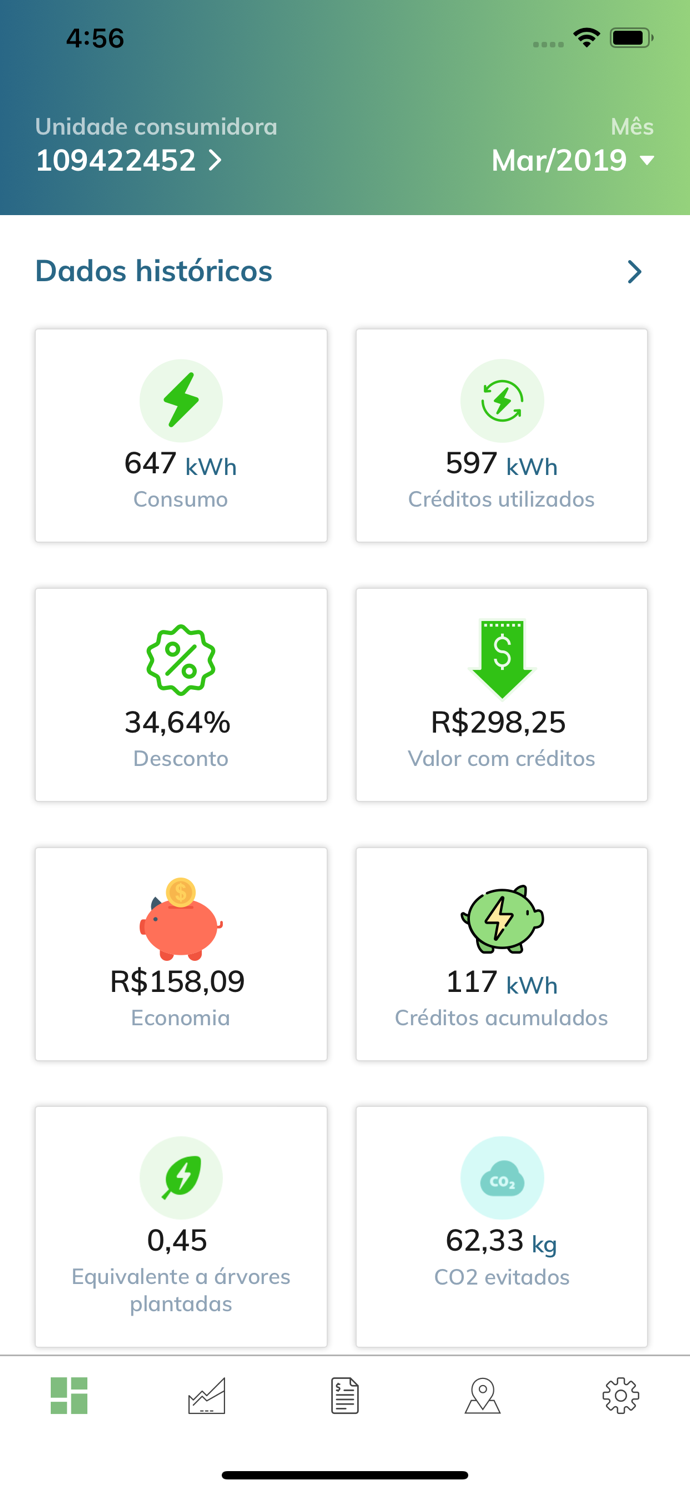 4:56
Unidade consumidora
Mês
109422452
Mar/2019
Dados históricos
647 kWh
Consumo
597 kWh
Créditos utilizados
34,64%
Desconto
$
R$298,25
Valor com créditos
$
R$158,09
Economia
117 kWh
Créditos acumulados
0,45
Equivalente a árvores
plantadas
CO₂
62,33 kg
CO2 evitados
$